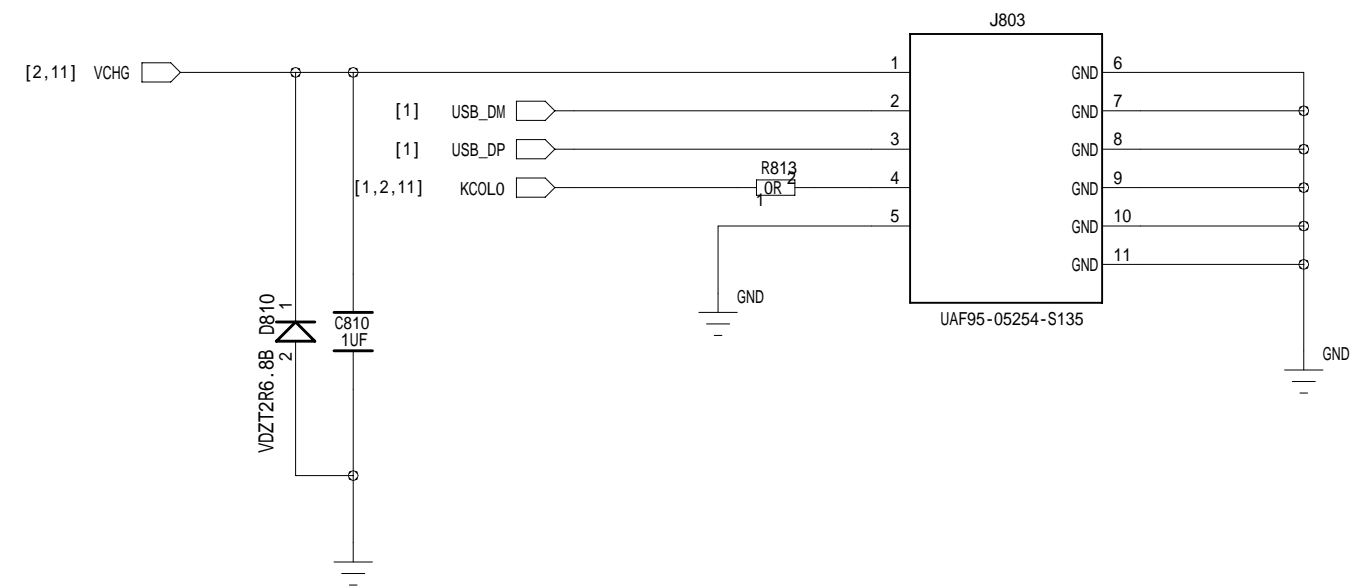 J803
[2,11] VCHG
1
GND 6
[1] USB_DM
2
GND 7
[1] USB_DP
3
GND 8
R813
[1,2,11] KCOL0
1 0R 2
4
GND 9
5
GND 10
GND 11
GND
UAF95-05254-S135
D810
1
2
VDZT2R6.8B
C810
1UF
GND